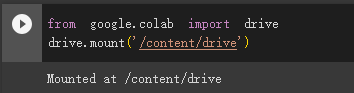 from google.colab import drive
drive.mount('/content/drive')
Mounted at /content/drive